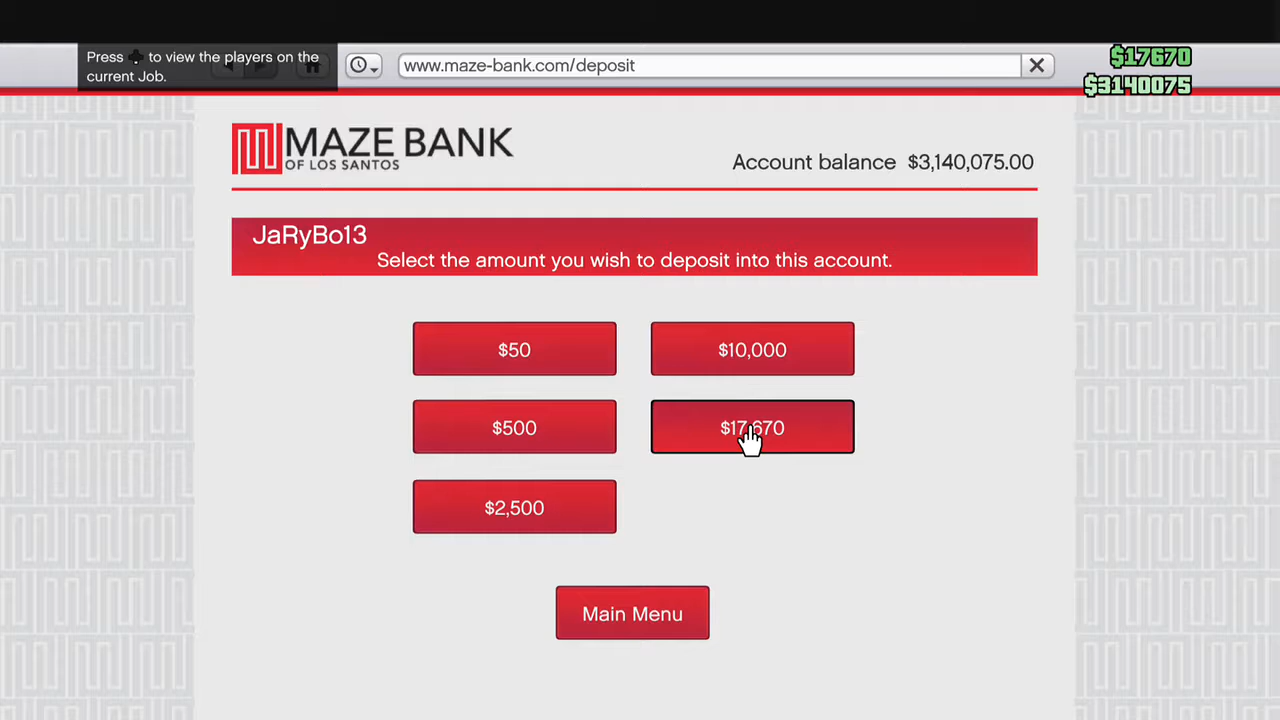 Press to view the players on the
current Job.
www.maze-bank.com/deposit
$17670
$3140075
MAZE BANK
OF LOS SANTOS
Account balance $3,140,075.00
JaRyBo13
Select the amount you wish to deposit into this account.
$50
$10,000
$500
$17,670
$2,500
Main Menu